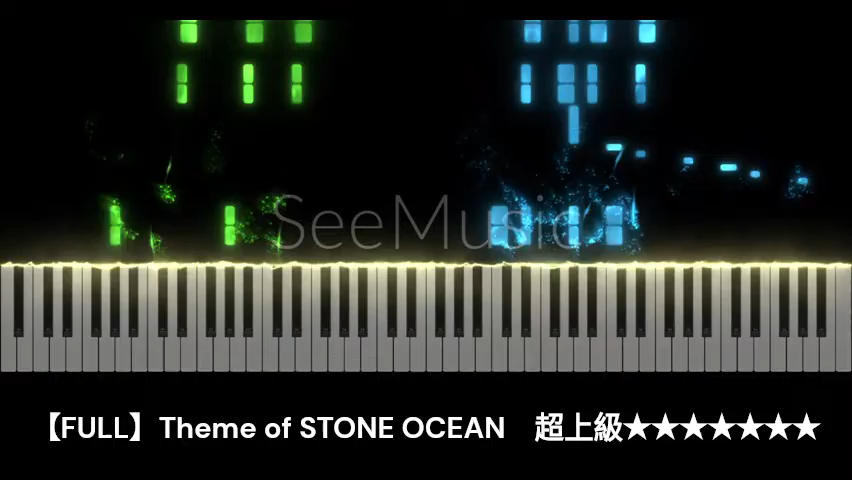 SeeMusic
【FULL】Theme of STONE OCEAN　超上級★★★★★★★